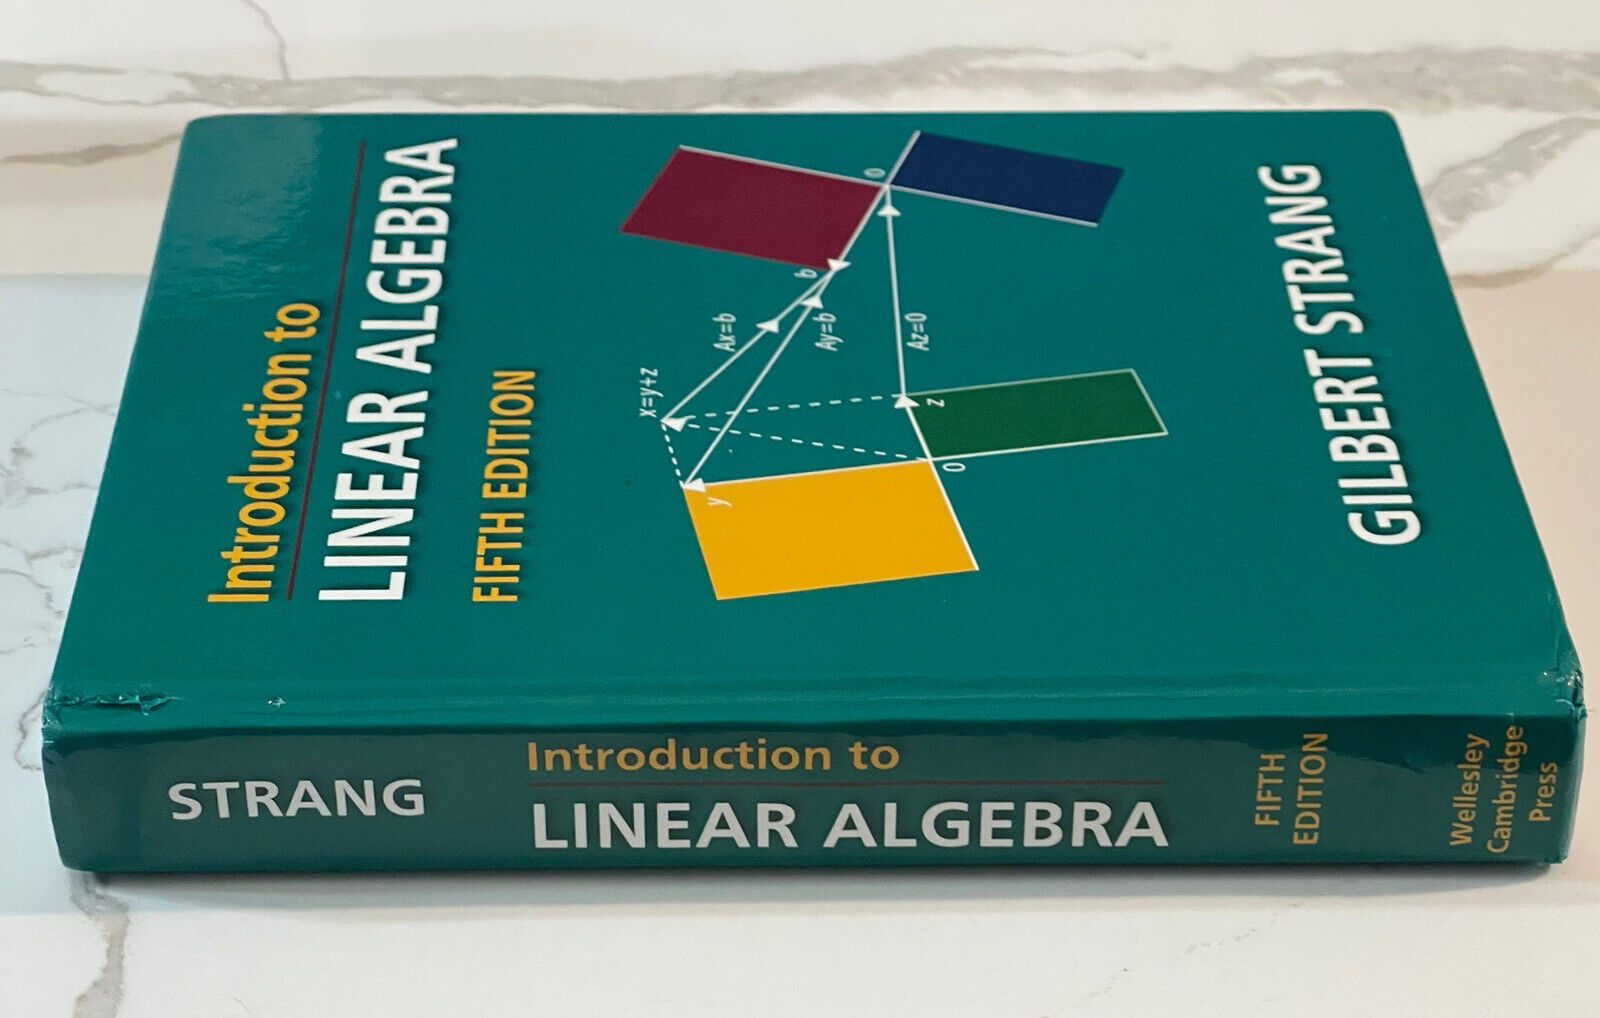 Introduction to
LINEAR ALGEBRA
FIFTH EDITION
x=y+z
Ax=b
b
0
y
Ay=b
Az=0
z
0
GILBERT STRANG
STRANG
Introduction to
LINEAR ALGEBRA
FIFTH
EDITION
Wellesley
Cambridge
Press